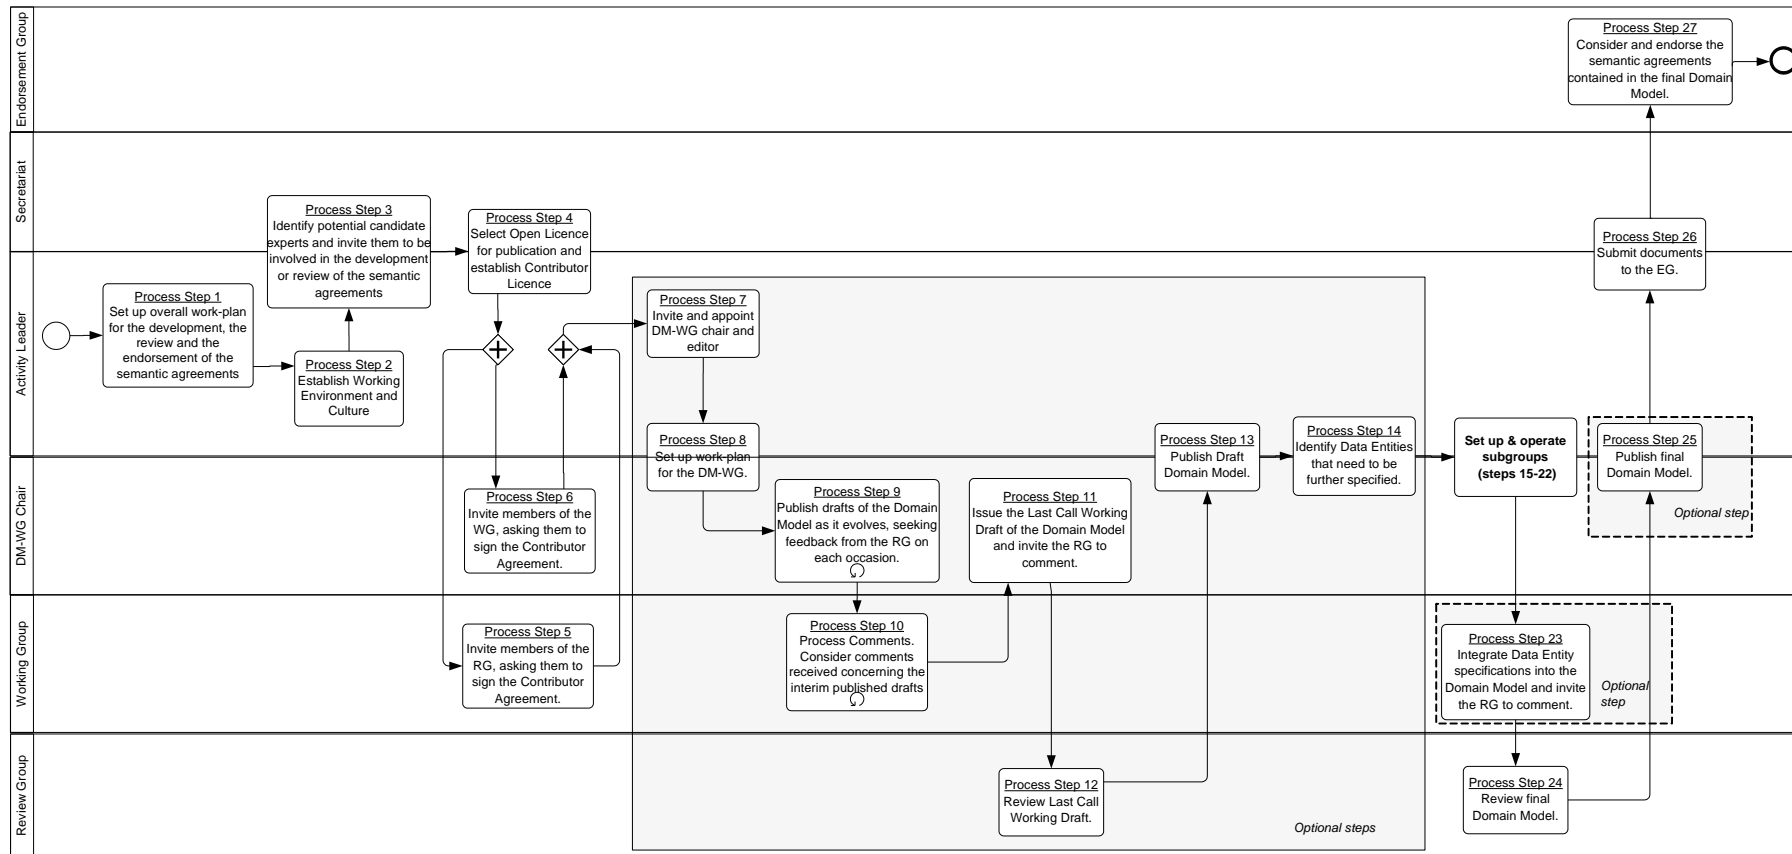 Endorsement Group
Secretariat
Activity Leader
DM-WG Chair
Working Group
Review Group
Process Step 1
Set up overall work-plan
for the development, the
review and the
endorsement of the
semantic agreements
Process Step 2
Establish Working
Environment and
Culture
Process Step 3
Identify potential candidate
experts and invite them to be
involved in the development
or review of the semantic
agreements
Process Step 4
Select Open Licence
for publication and
establish Contributor
Licence
Process Step 5
Invite members of the
RG, asking them to
sign the Contributor
Agreement.
Process Step 6
Invite members of the
WG, asking them to
sign the Contributor
Agreement.
Process Step 7
Invite and appoint
DM-WG chair and
editor
Process Step 8
Set up work-plan
for the DM-WG.
Process Step 9
Publish drafts of the Domain
Model as it evolves, seeking
feedback from the RG on
each occasion.
Process Step 10
Process Comments.
Consider comments
received concerning the
interim published drafts
Process Step 11
Issue the Last Call Working
Draft of the Domain Model
and invite the RG to
comment.
Process Step 12
Review Last Call
Working Draft.
Process Step 13
Publish Draft
Domain Model.
Process Step 14
Identify Data Entities
that need to be
further specified.
Optional steps
Set up & operate
subgroups
(steps 15-22)
Process Step 23
Integrate Data Entity
specifications into the
Domain Model and invite
the RG to comment.
Optional
step
Process Step 24
Review final
Domain Model.
Process Step 25
Publish final
Domain Model.
Optional step
Process Step 26
Submit documents
to the EG.
Process Step 27
Consider and endorse the
semantic agreements
contained in the final Domain
Model.